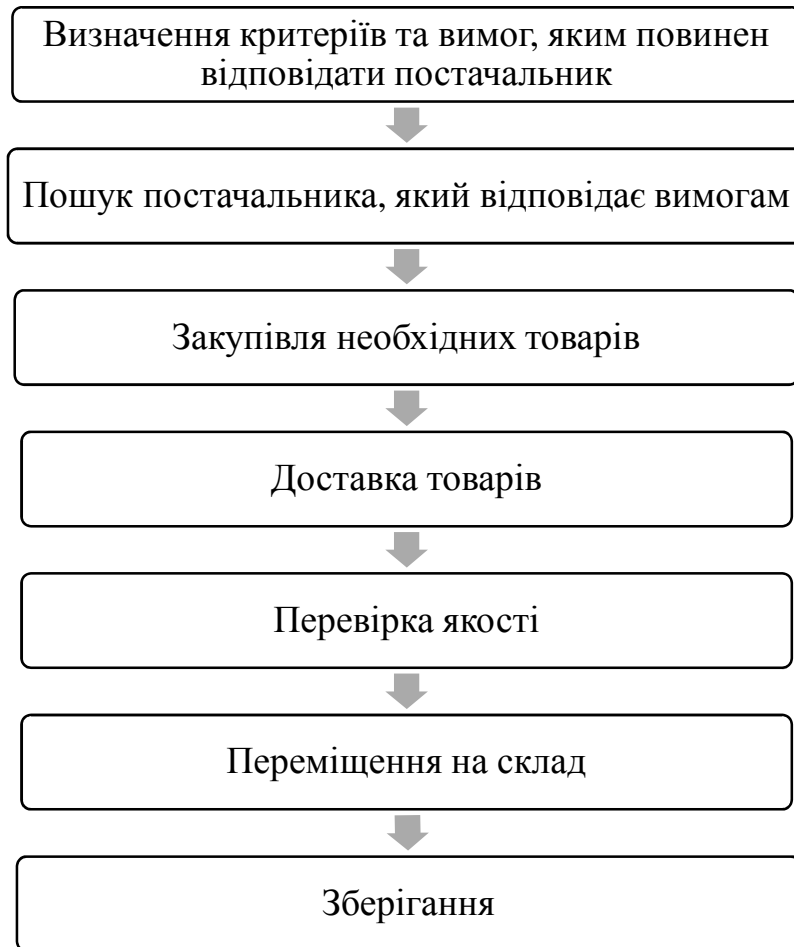 Визначення критеріїв та вимог, яким повинен
відповідати постачальник
Пошук постачальника, який відповідає вимогам
Закупівля необхідних товарів
Доставка товарів
Перевірка якості
Переміщення на склад
Зберігання